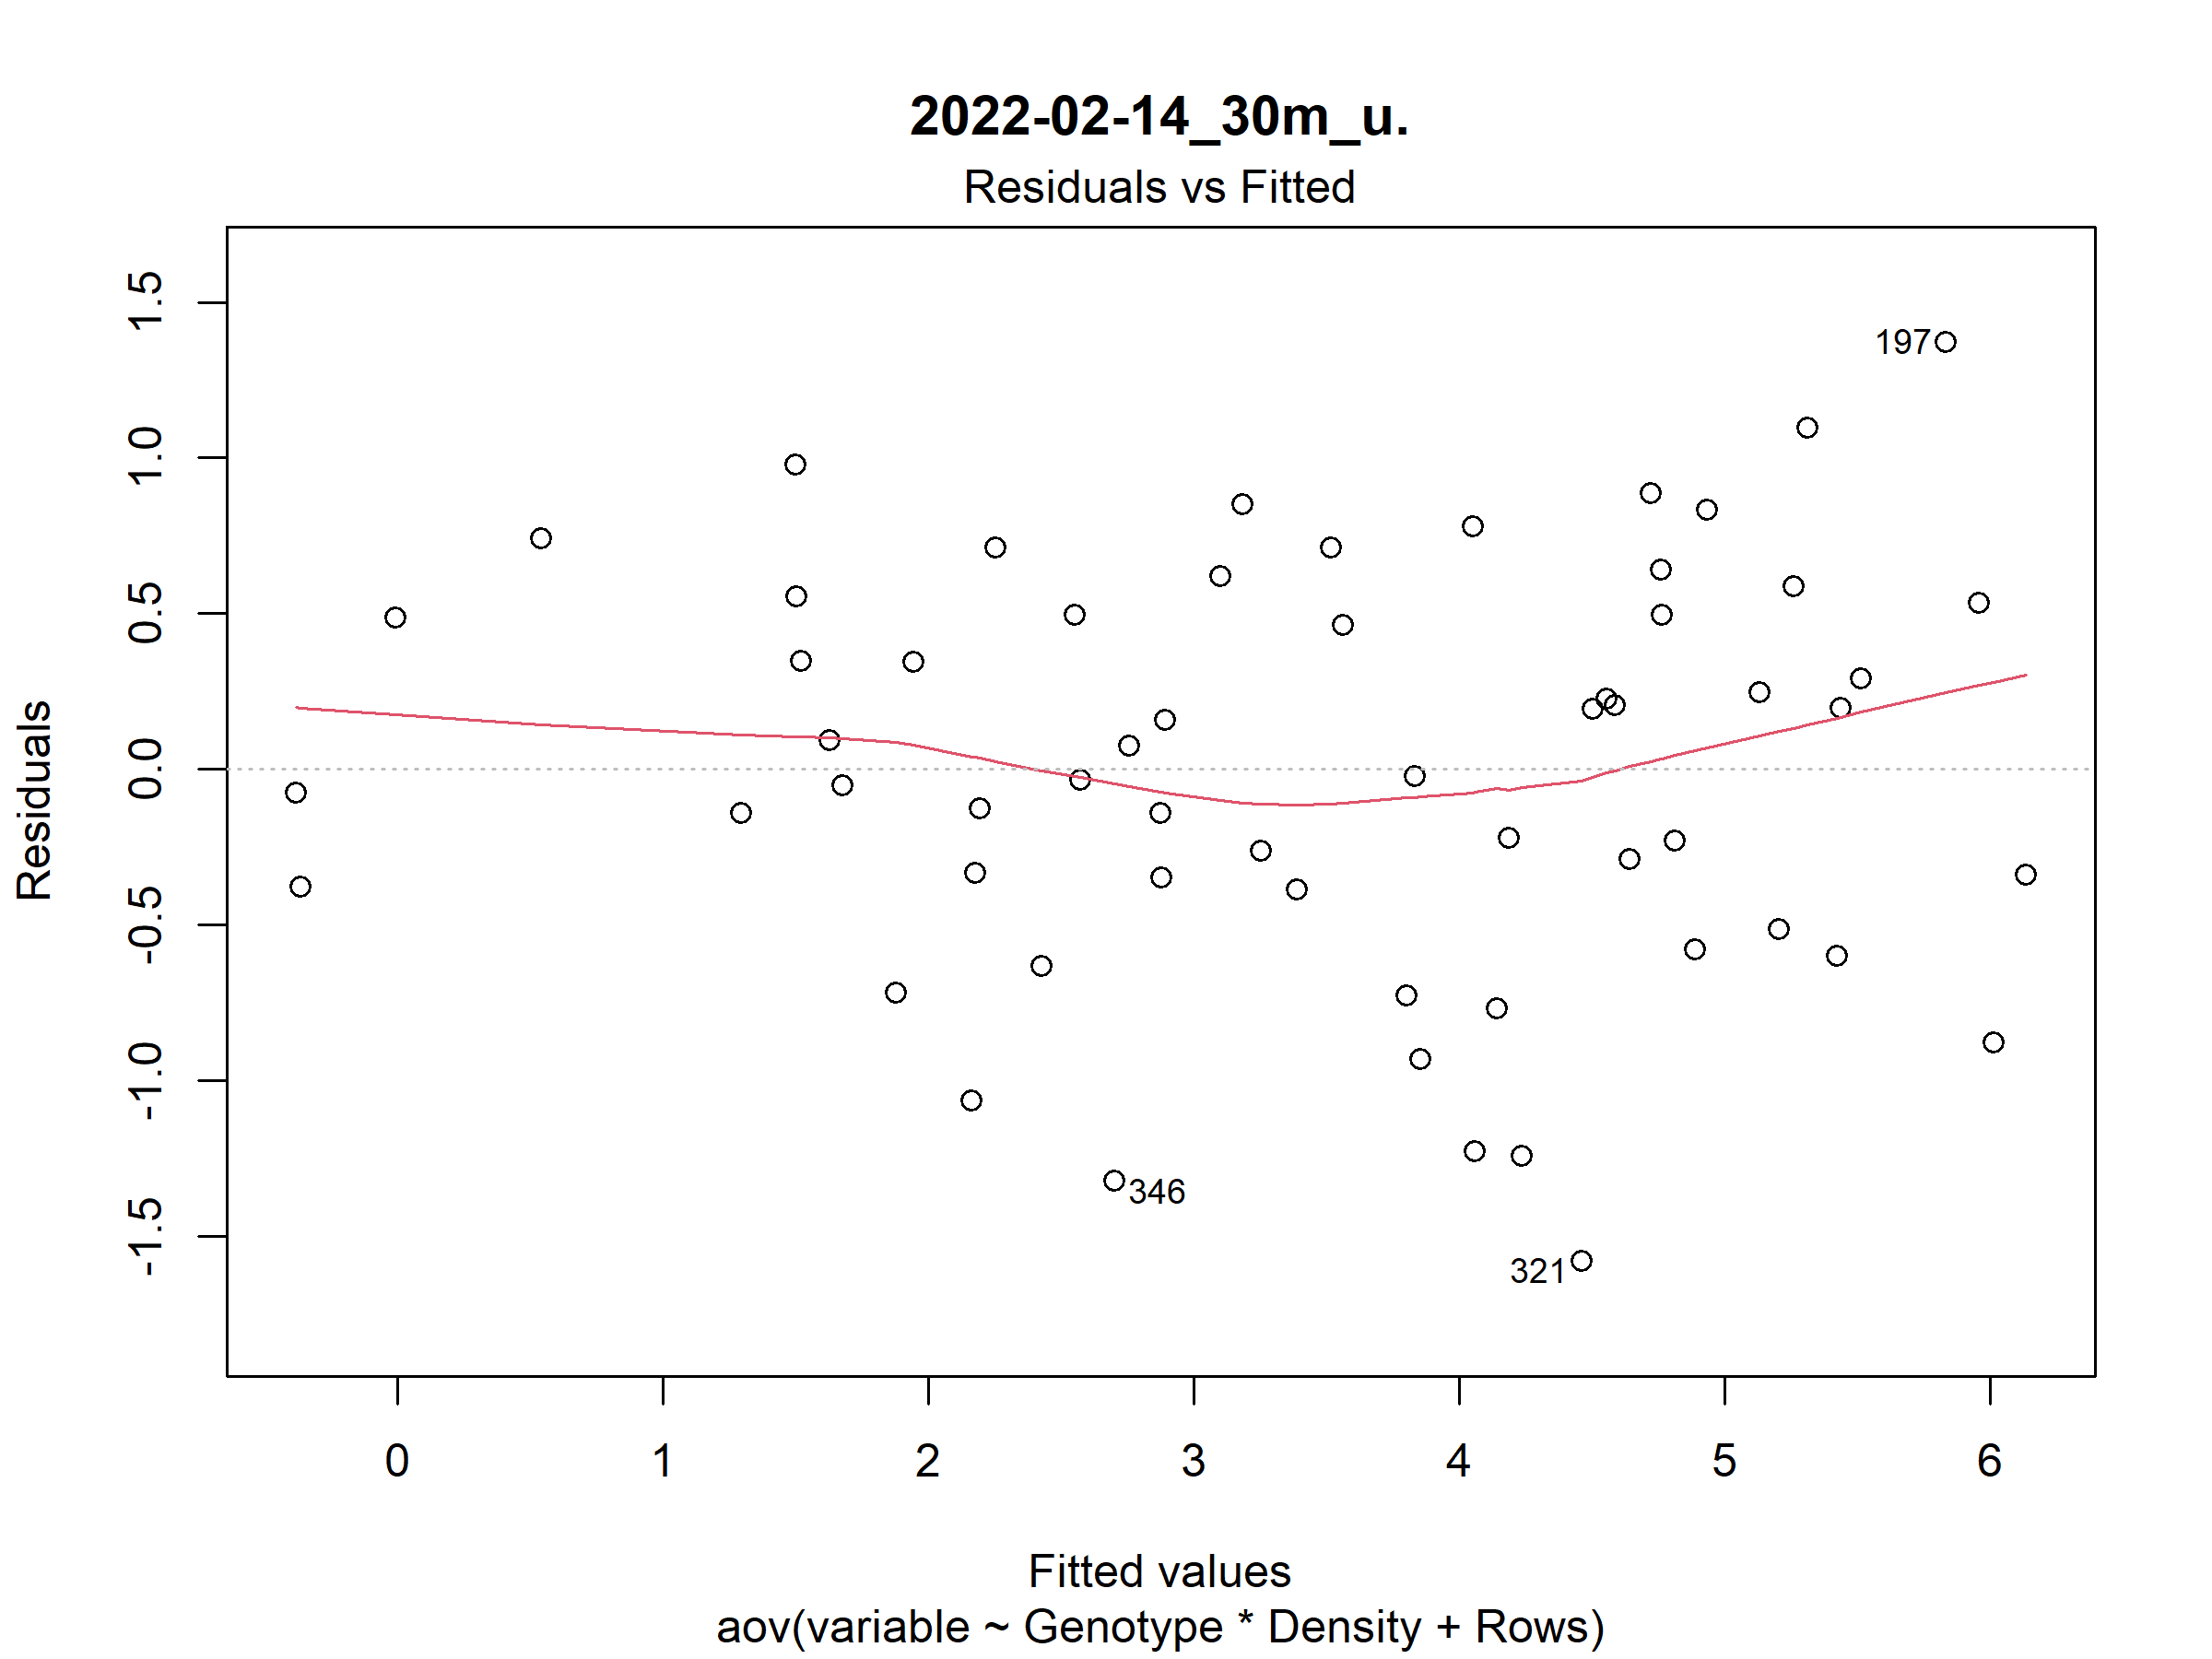 2022-02-14_30m_u.
Residuals vs Fitted
Residuals
1.5
1.0
0.5
0.0
-0.5
-1.0
-1.5
197
346
321
0 1 2 3 4 5 6
Fitted values
aov(variable ~ Genotype * Density + Rows)